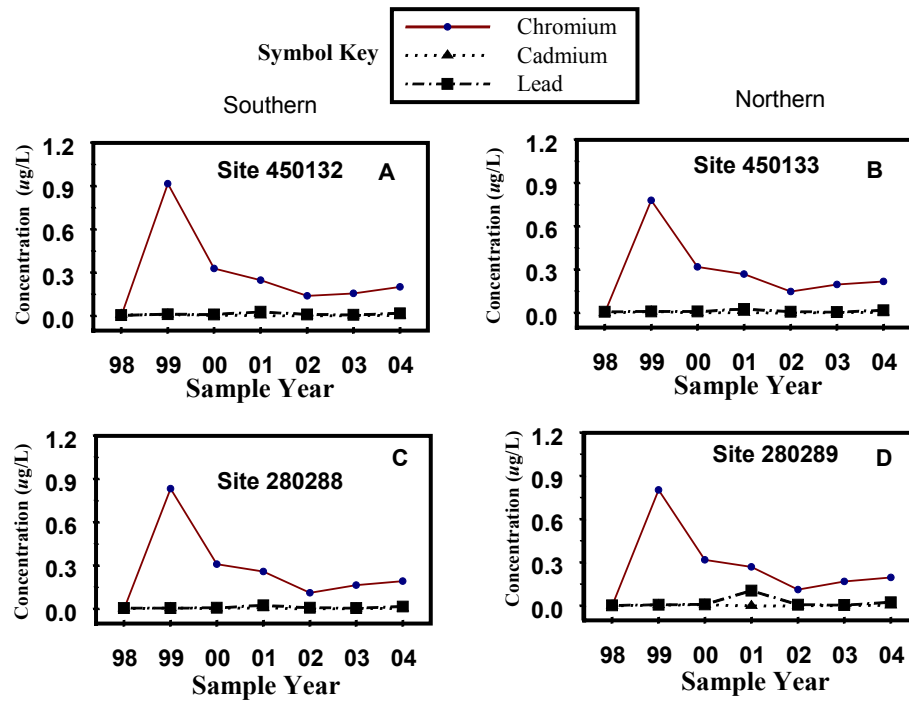 Symbol Key
Chromium
Cadmium
Lead
Southern
Northern
Site 450132
A
Concentration (ug/L)
1.2
0.9
0.6
0.3
0.0
98 99 00 01 02 03 04
Sample Year
Site 450133
B
Concentration (ug/L)
1.2
0.9
0.6
0.3
0.0
98 99 00 01 02 03 04
Sample Year
Site 280288
C
Concentration (ug/L)
1.2
0.9
0.6
0.3
0.0
98 99 00 01 02 03 04
Sample Year
Site 280289
D
Concentration (ug/L)
1.2
0.9
0.6
0.3
0.0
98 99 00 01 02 03 04
Sample Year